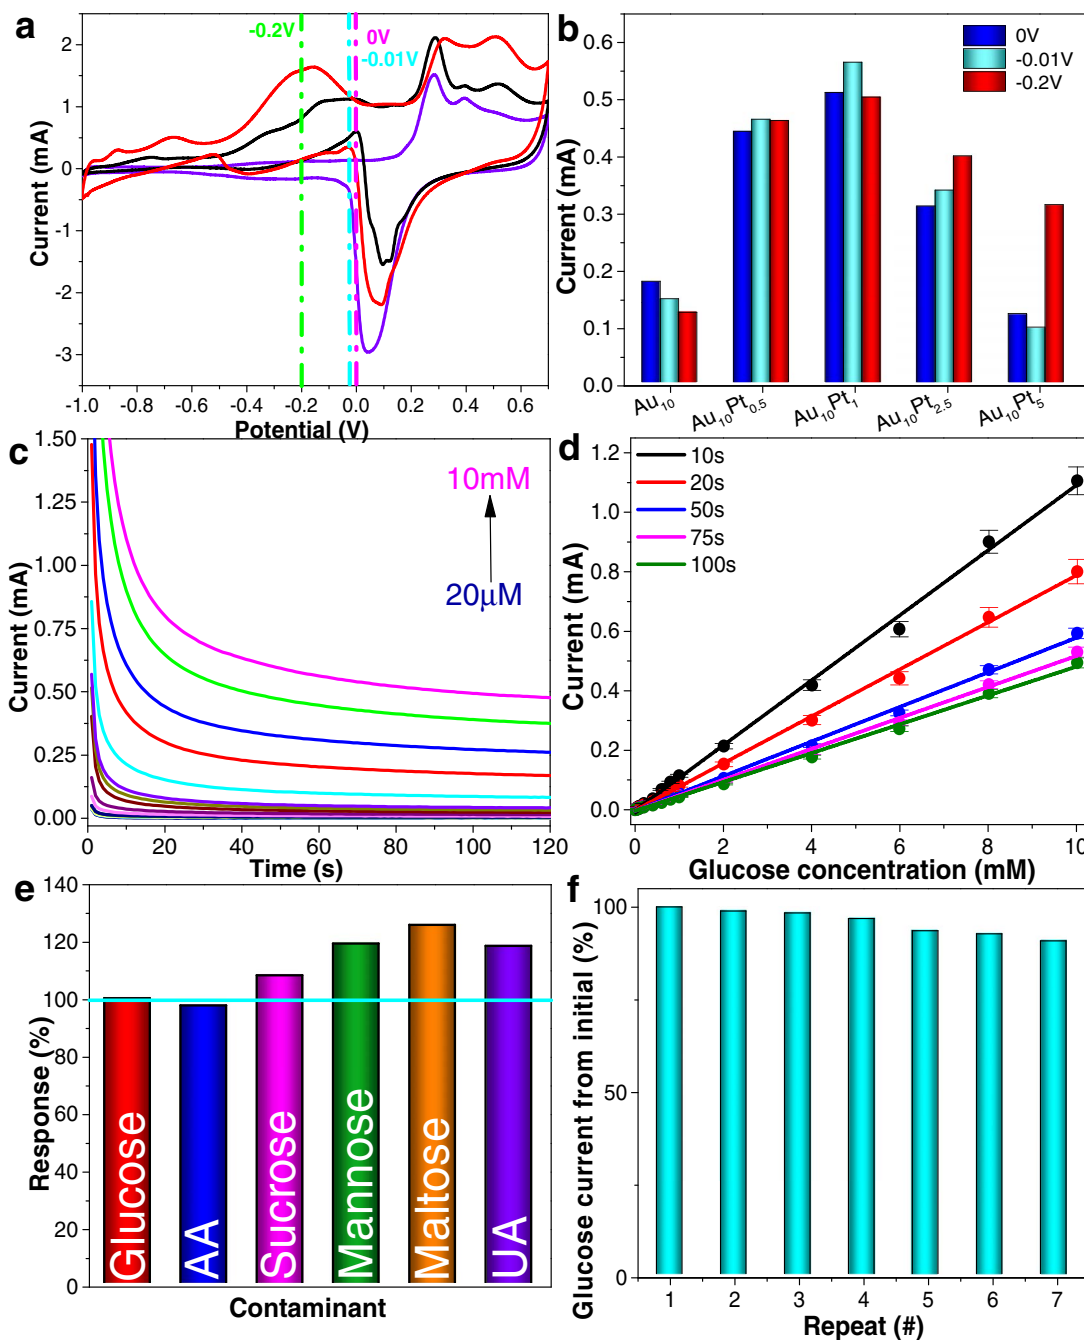 a
-0.2V
0V
-0.01V
2
1
0
-1
-2
-3
Current (mA)
-1.0 -0.8 -0.6 -0.4 -0.2 0.0 0.2 0.4 0.6
Potential (V)
b
0V
-0.01V
-0.2V
0.6
0.5
0.4
0.3
0.2
0.1
0.0
Current (mA)
Au₁₀ Au₁₀Pt₀.₅ Au₁₀Pt₁ Au₁₀Pt₂.₅ Au₁₀Pt₅
c
10mM
20μM
1.50
1.25
1.00
0.75
0.50
0.25
0.00
Current (mA)
0 20 40 60 80 100 120
Time (s)
d
10s
20s
50s
75s
100s
1.2
1.0
0.8
0.6
0.4
0.2
0.0
Current (mA)
0 2 4 6 8 10
Glucose concentration (mM)
e
140
120
100
80
60
40
20
0
Response (%)
Glucose
AA
Sucrose
Mannose
Maltose
UA
Contaminant
f
100
50
0
Glucose current from initial (%)
1 2 3 4 5 6 7
Repeat (#)